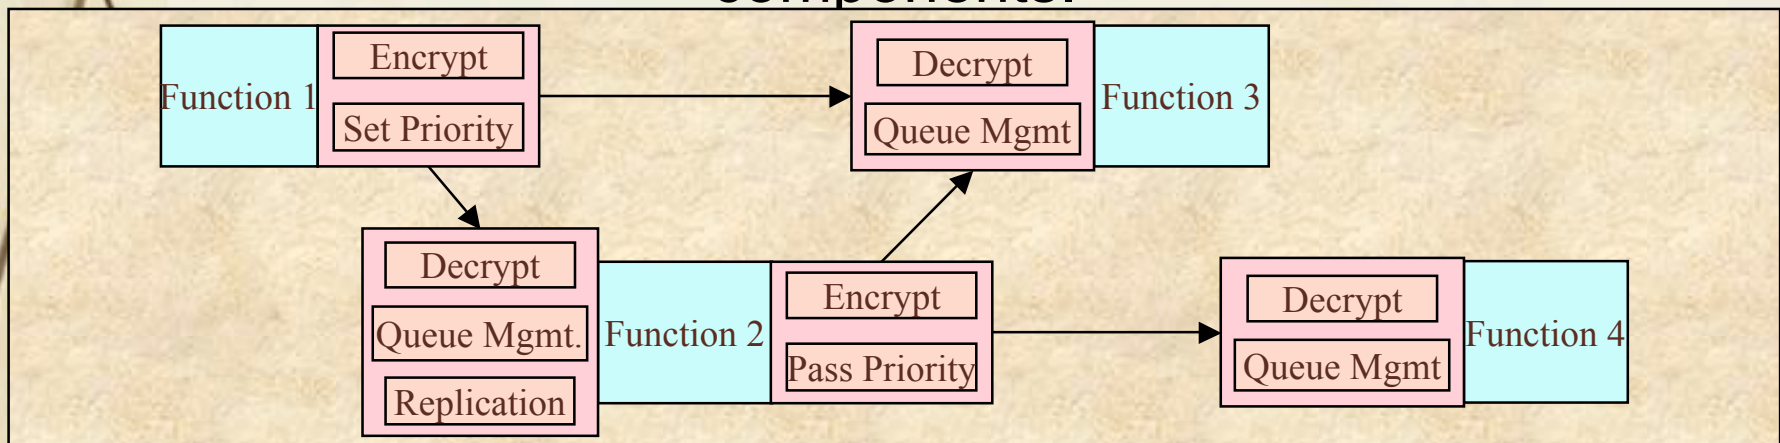 components.
Function 1
Encrypt
Set Priority
Decrypt
Queue Mgmt
Function 3
Decrypt
Queue Mgmt.
Replication
Function 2
Encrypt
Pass Priority
Decrypt
Queue Mgmt
Function 4